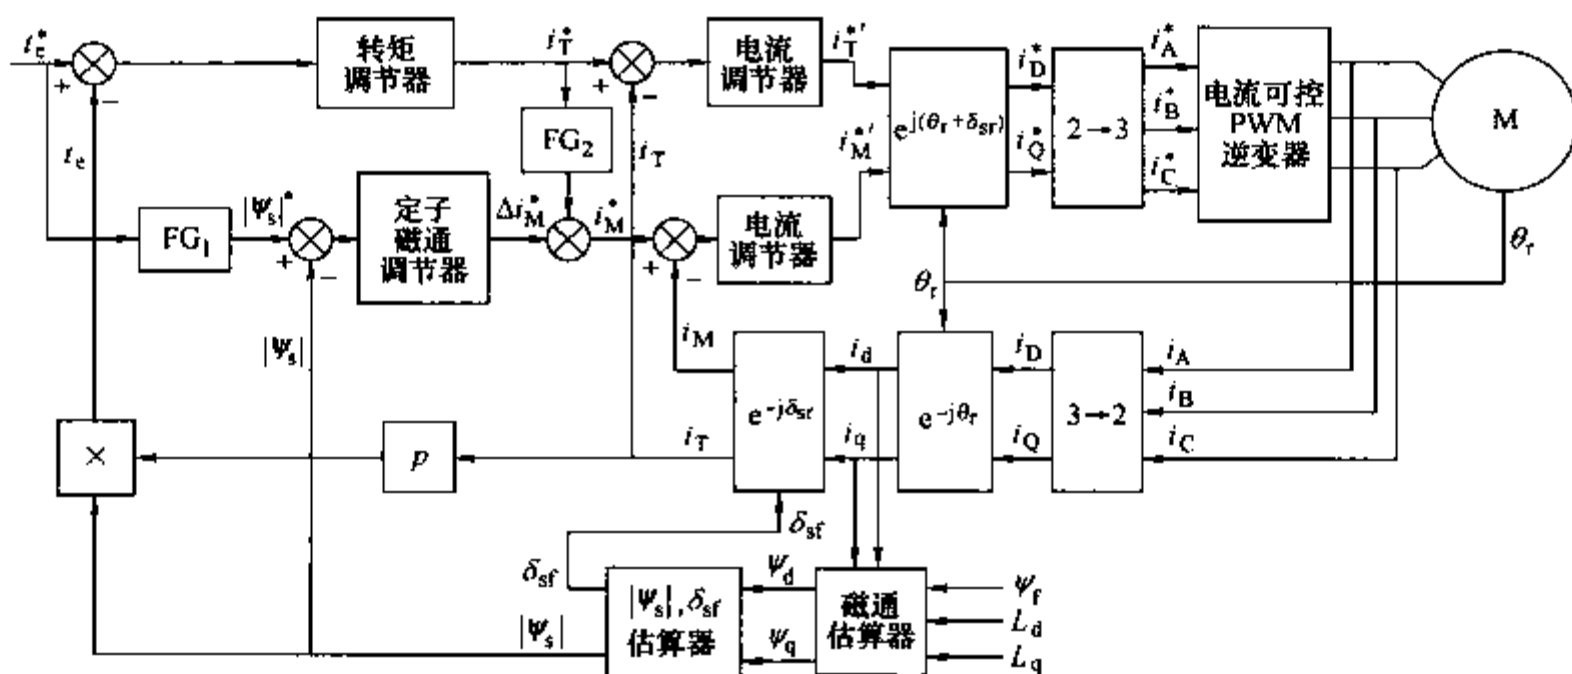 t_e^*
+
−
转矩
调节器
i_T^*
+
−
电流
调节器
i_T^{*′}
e^{j(θ_r+δ_sr)}
i_D^*
2→3
i_A^*
电流可控
PWM
逆变器
M
i_B^*
i_Q^*
i_C^*
FG_2
i_M^{*′}
t_e
i_T
FG_1
|ψ_s|^*
+
−
定子
磁通
调节器
Δi_M^*
i_M^*
+
−
电流
调节器
θ_r
θ_r
|ψ_s|
i_M
e^{-jδ_sr}
i_d
e^{-jθ_r}
i_D
3→2
i_A
i_B
×
p
i_T
i_q
i_Q
i_C
δ_sf
δ_sf
|ψ_s|,δ_sf
估算器
ψ_d
磁通
估算器
ψ_f
L_d
|ψ_s|
ψ_q
L_q